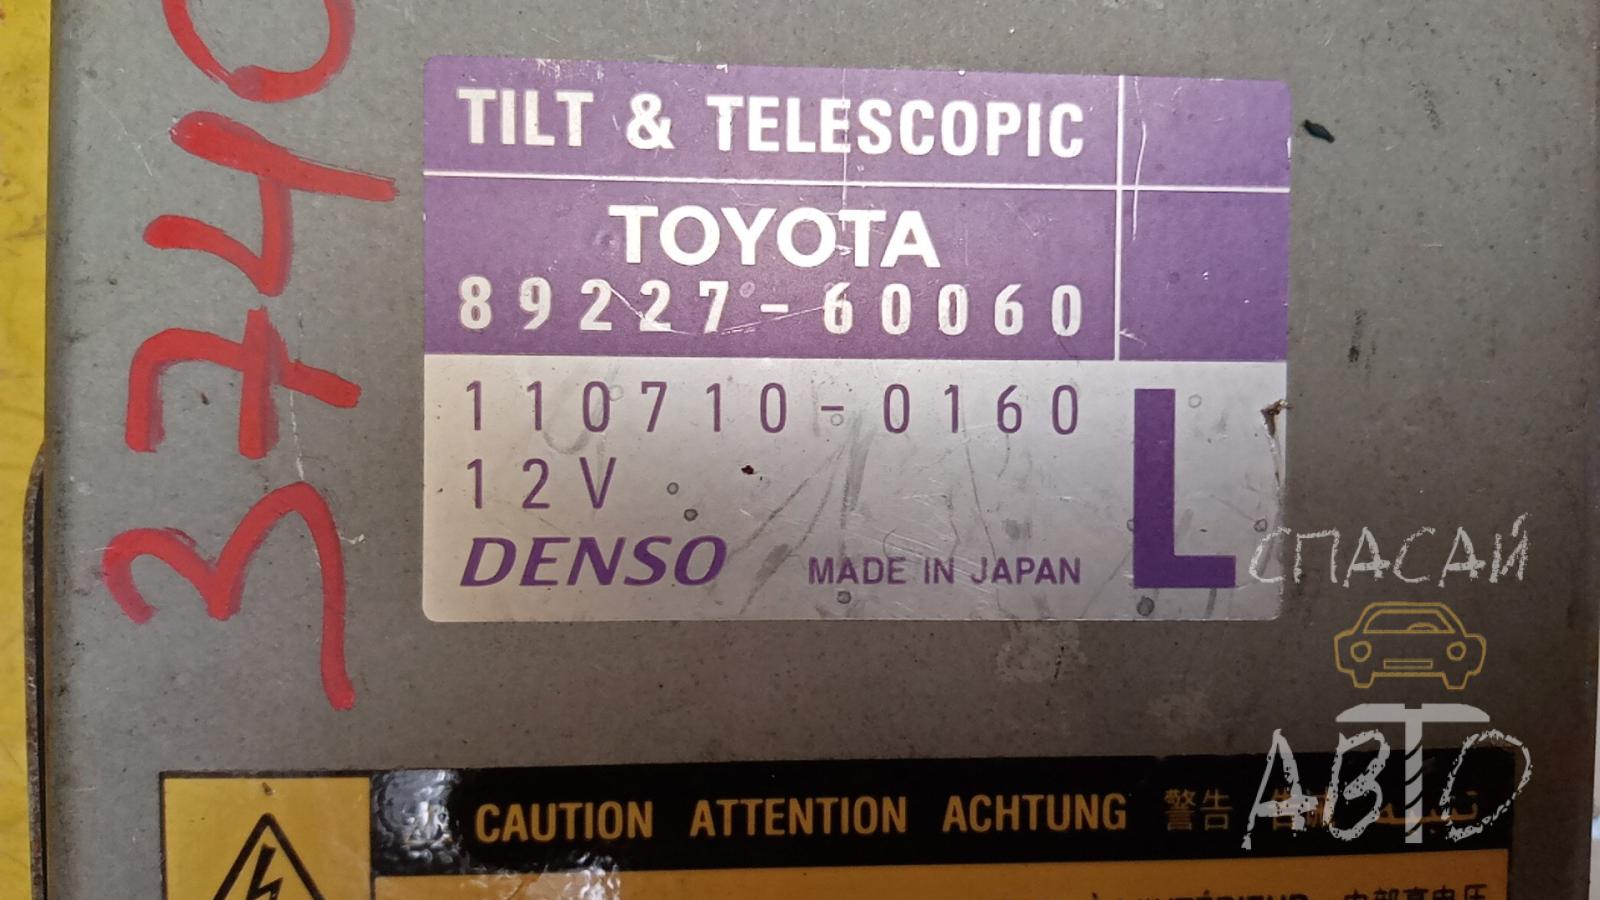 3740
TILT & TELESCOPIC
TOYOTA
89227-60060
110710-0160
12V
L
DENSO
MADE IN JAPAN
СПАСАЙ
АВТО
CAUTION ATTENTION ACHTUNG 警告